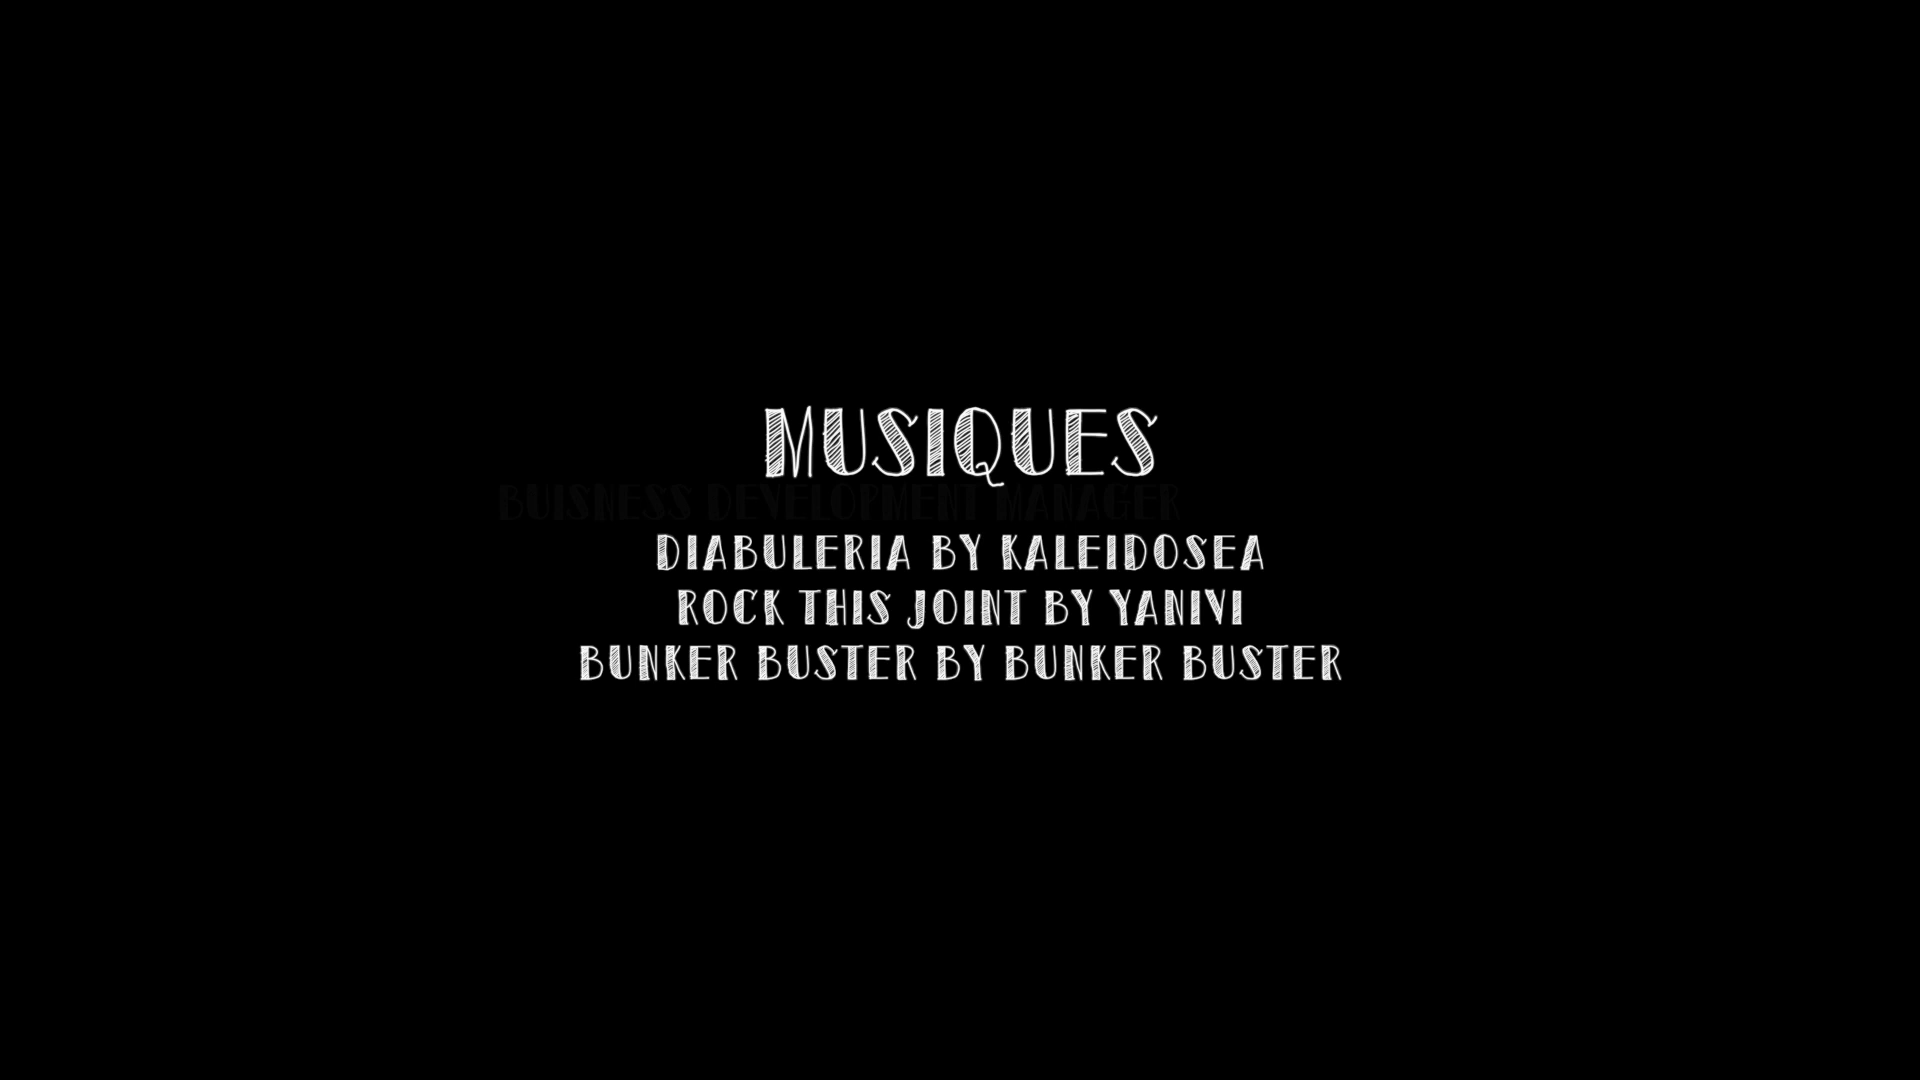 MUSIQUES
BUISNESS DEVELOPMENT MANAGER
DIABULERIA BY KALEIDOSEA
ROCK THIS JOINT BY YANIVI
BUNKER BUSTER BY BUNKER BUSTER